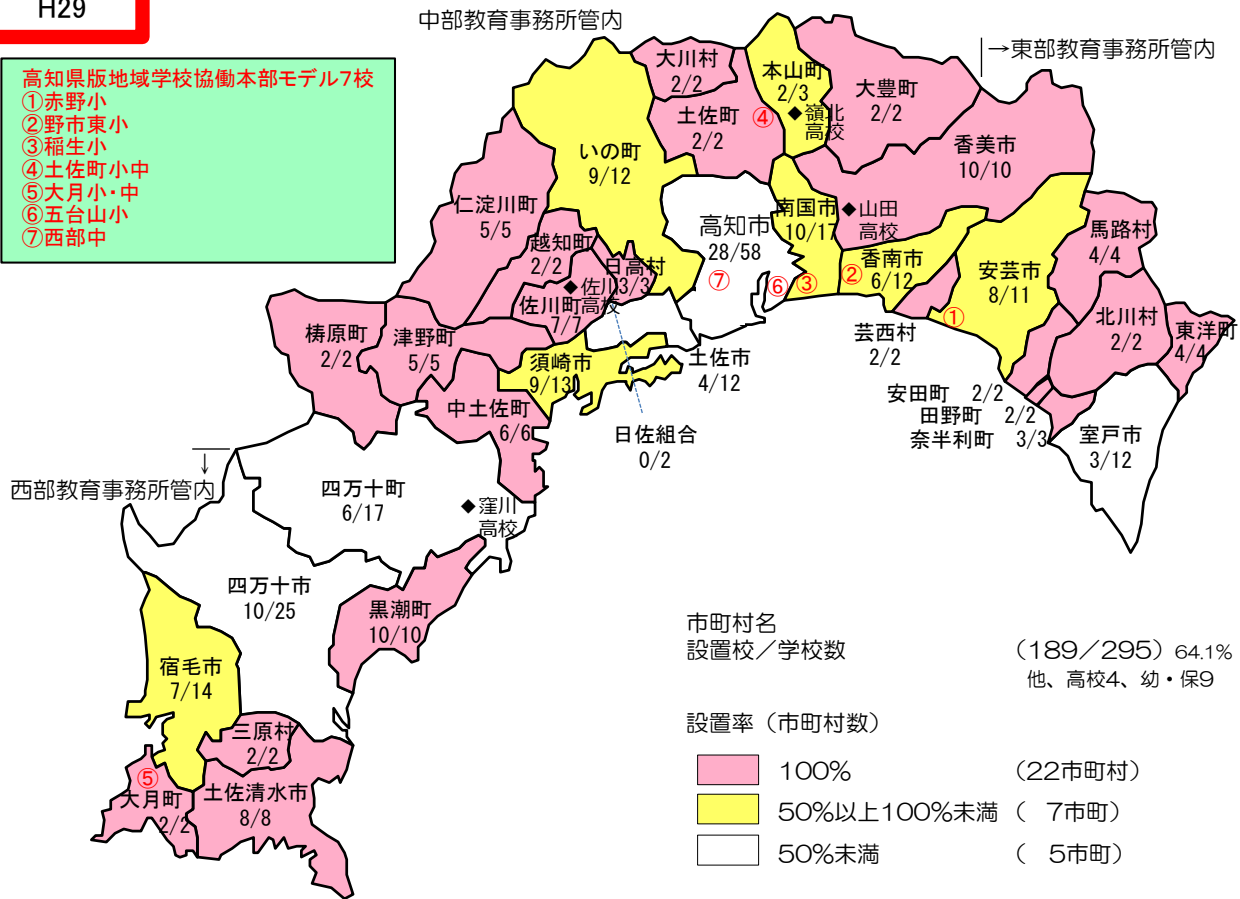 H29
中部教育事務所管内
→東部教育事務所管内
高知県版地域学校協働本部モデル7校
①赤野小
②野市東小
③稲生小
④土佐町小中
⑤大月小・中
⑥五台山小
⑦西部中
大川村
2/2
本山町
2/3
◆嶺北
高校
大豊町
2/2
土佐町
2/2
④
香美市
10/10
いの町
9/12
仁淀川町
5/5
高知市
28/58
⑦
南国市
10/17
◆山田
高校
馬路村
4/4
越知町
2/2
日高村
3/3
◆佐川
高校
佐川町
7/7
香南市
6/12
②
③
⑥
安芸市
8/11
①
北川村
2/2
東洋町
4/4
梼原町
2/2
津野町
5/5
須崎市
9/13
土佐市
4/12
芸西村
2/2
安田町 2/2
田野町 2/2
奈半利町 3/3
室戸市
3/12
中土佐町
6/6
日佐組合
0/2
↓
西部教育事務所管内
四万十町
6/17
◆窪川
高校
四万十市
10/25
黒潮町
10/10
宿毛市
7/14
三原村
2/2
⑤
大月町
2/2
土佐清水市
8/8
市町村名
設置校／学校数 （189／295）64.1%
他、高校4、幼・保9
設置率（市町村数）
100% （22市町村）
50%以上100%未満 （ 7市町）
50%未満 （ 5市町）